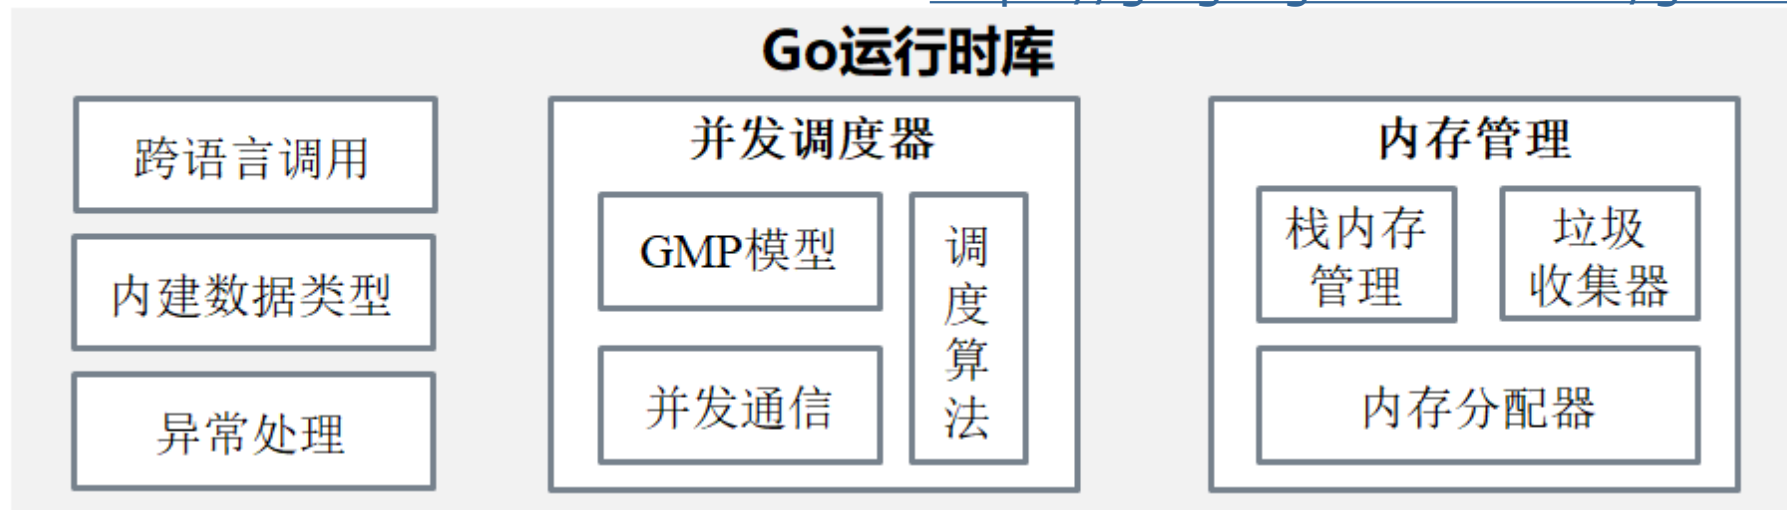 Go运行时库
跨语言调用
内建数据类型
异常处理
并发调度器
GMP模型
并发通信
调度算法
内存管理
栈内存
管理
垃圾
收集器
内存分配器